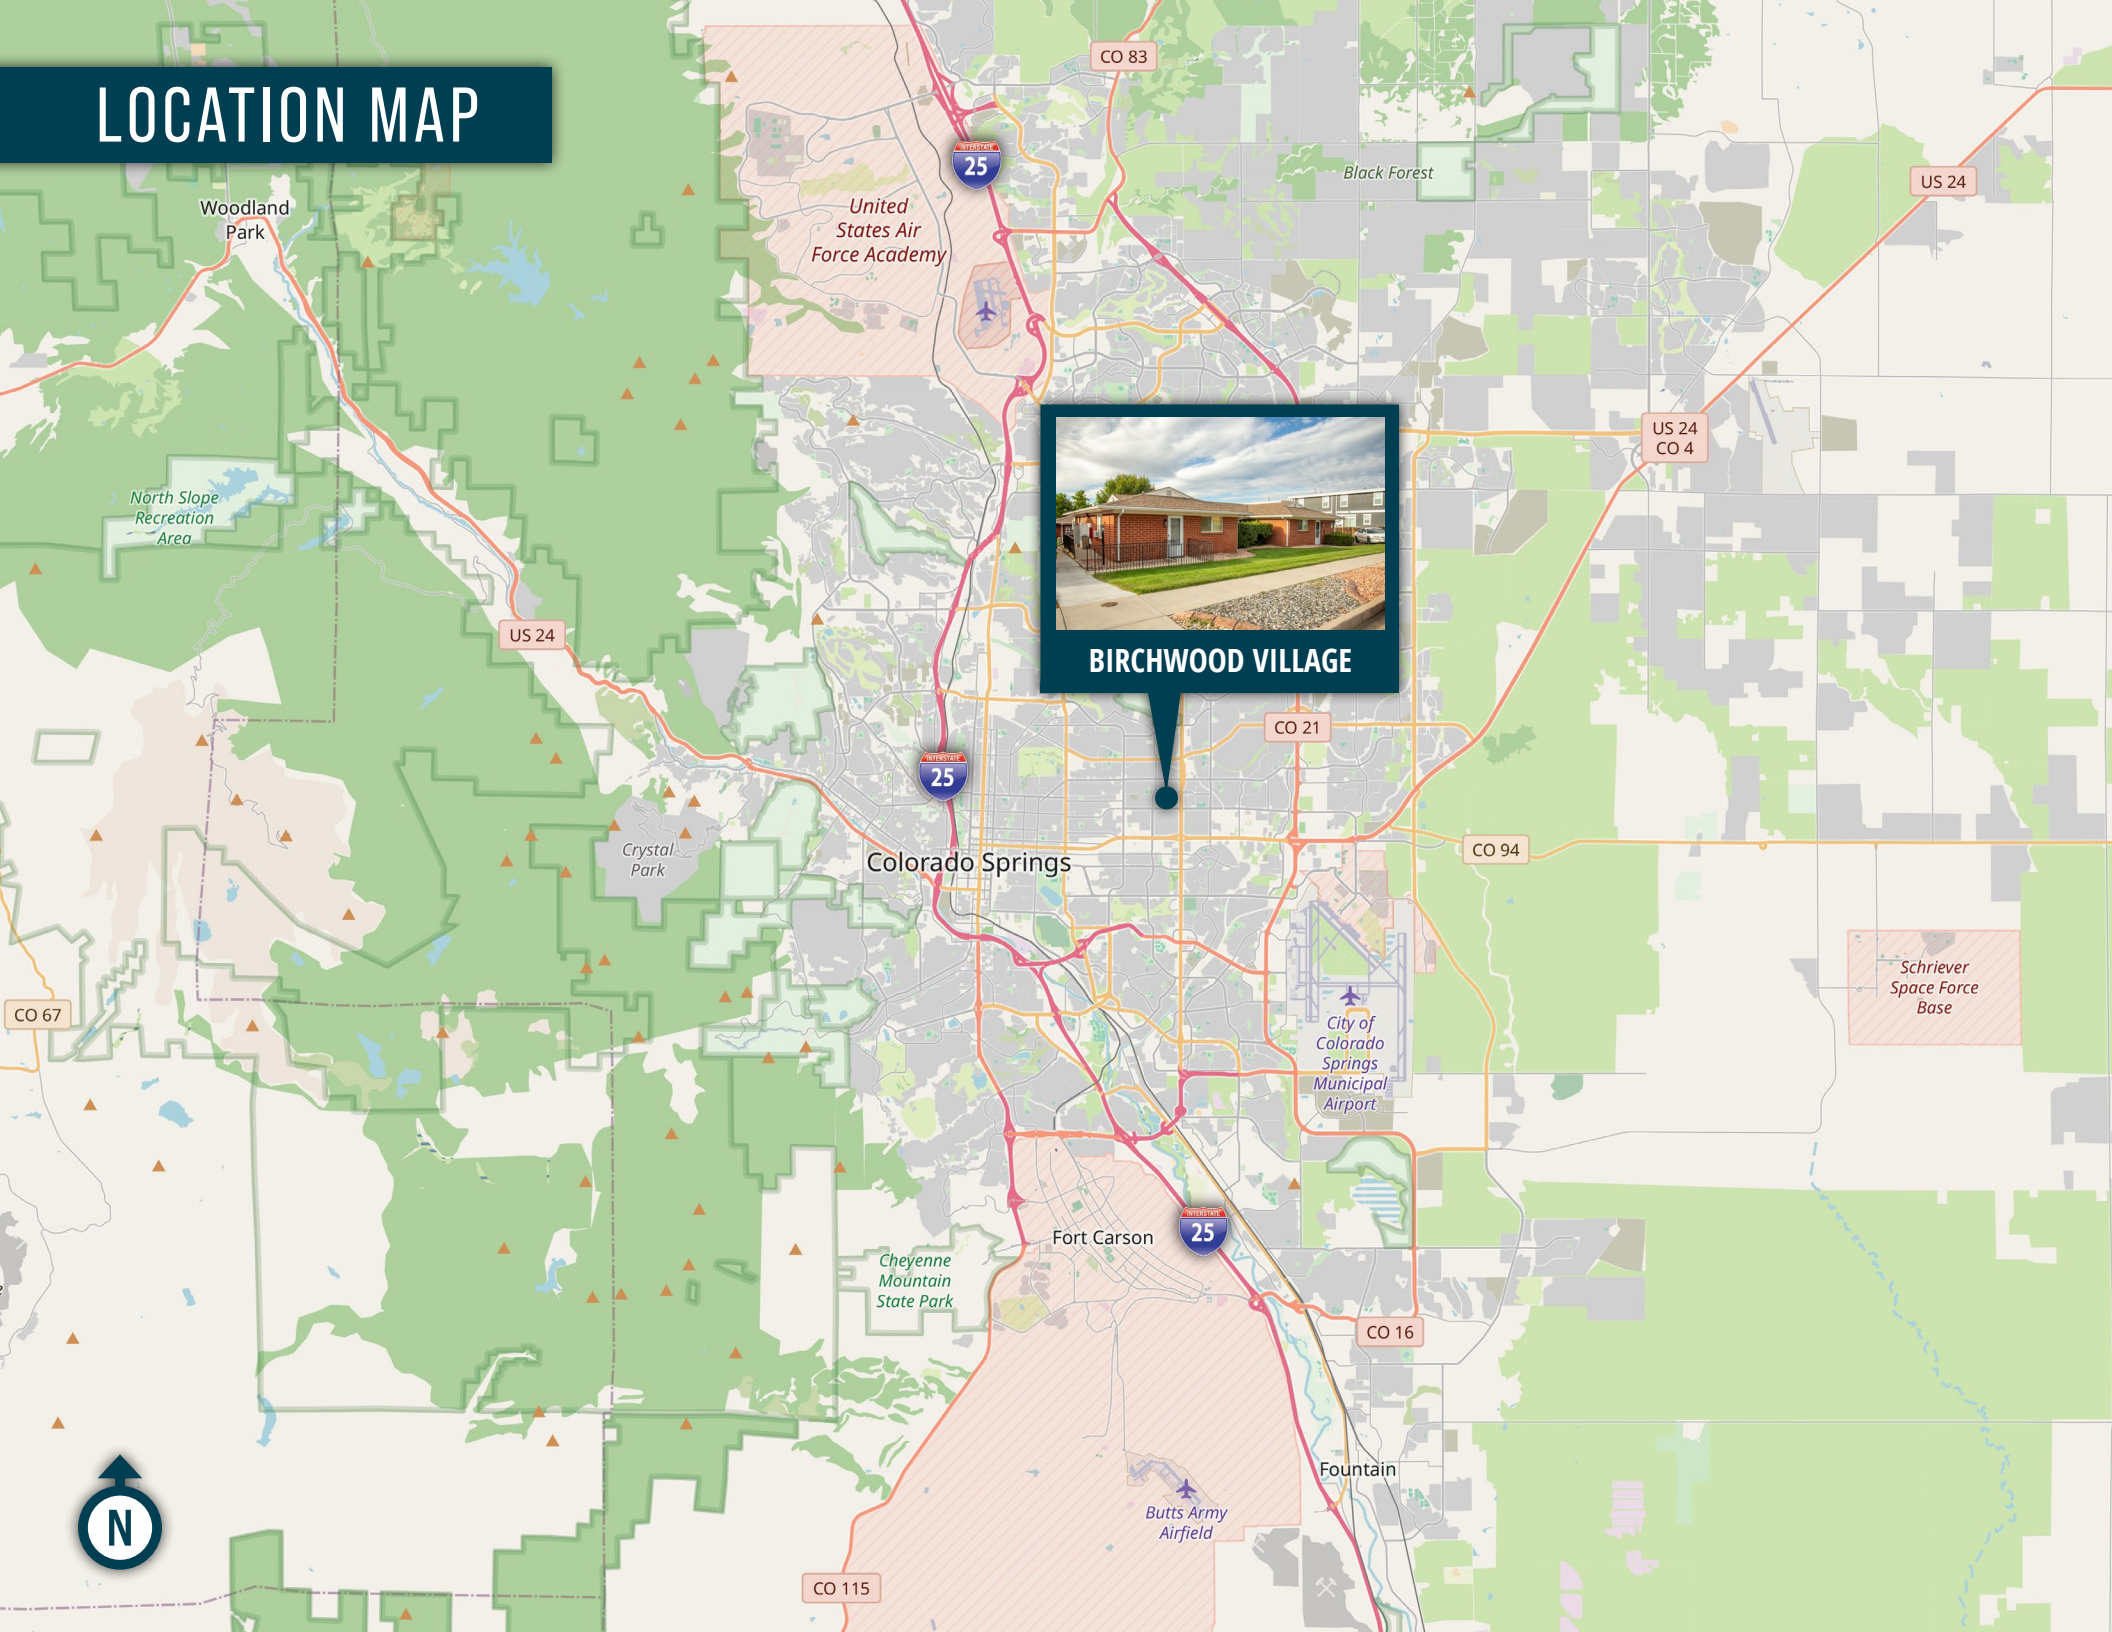 LOCATION MAP
CO 83
INTERSTATE
25
Black Forest
US 24
Woodland
Park
United
States Air
Force Academy
US 24
CO 4
North Slope
Recreation
Area
US 24
BIRCHWOOD VILLAGE
CO 21
INTERSTATE
25
Crystal
Park
Colorado Springs
CO 94
Schriever
Space Force
Base
CO 67
City of
Colorado
Springs
Municipal
Airport
Fort Carson
INTERSTATE
25
Cheyenne
Mountain
State Park
CO 16
Fountain
N
Butts Army
Airfield
CO 115